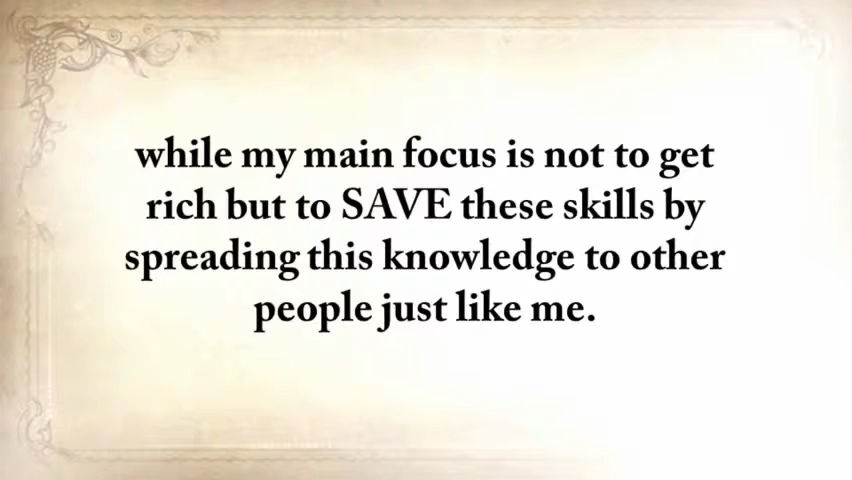 while my main focus is not to get
rich but to SAVE these skills by
spreading this knowledge to other
people just like me.